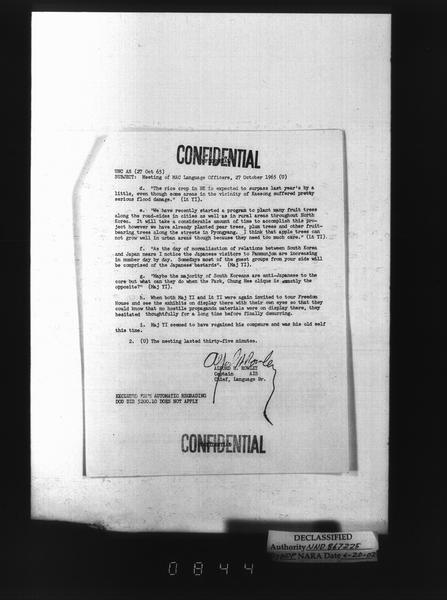 CONFIDENTIAL
UNC AS (27 Oct 65)
SUBJECT: Meeting of MAC Language Officers, 27 October 1965 (U)
d. "The rice crop in NK is expected to surpass last year's by a
little, even though some areas in the vicinity of Kaesong suffered pretty
serious flood damage." (Lt YI).
e. "We have recently started a program to plant many fruit trees
along the road-sides in cities as well as in rural areas throughout North
Korea. It will take a considerable amount of time to accomplish this pro-
ject however we have already planted pear trees, plum trees and other fruit-
bearing trees along the streets in Pyongyang. I think that apple trees can
not grow well in urban areas though because they need too much care." (Lt YI).
f. "As the day of normalization of relations between South Korea
and Japan nears I notice the Japanese visitors to Panmunjom are increasing
in number day by day. Someday most of the guest groups from your side will
be comprised of the Japanese bastards". (Maj YI).
g. "Maybe the majority of South Koreans are anti-Japanese to the
core but what can they do when the Park, Chung Hee clique is exactly the
opposite?" (Maj YI).
h. When both Maj YI and Lt YI were again invited to tour Freedom
House and see the exhibits on display there with their own eyes so that they
could know that no hostile propaganda materials were on display there, they
hesitated thoughtfully for a long time before finally demurring.
i. Maj YI seemed to have regained his composure and was his old self
this time.
2. (U) The meeting lasted thirty-five minutes.
ALFORD H. ROWLEY
Captain AIS
Chief, Language Br.
EXCLUDED FROM AUTOMATIC REGRADING
DOD DIR 5200.10 DOES NOT APPLY
CONFIDENTIAL
DECLASSIFIED
Authority NND 867225
NARA Date 6-20-02
0844